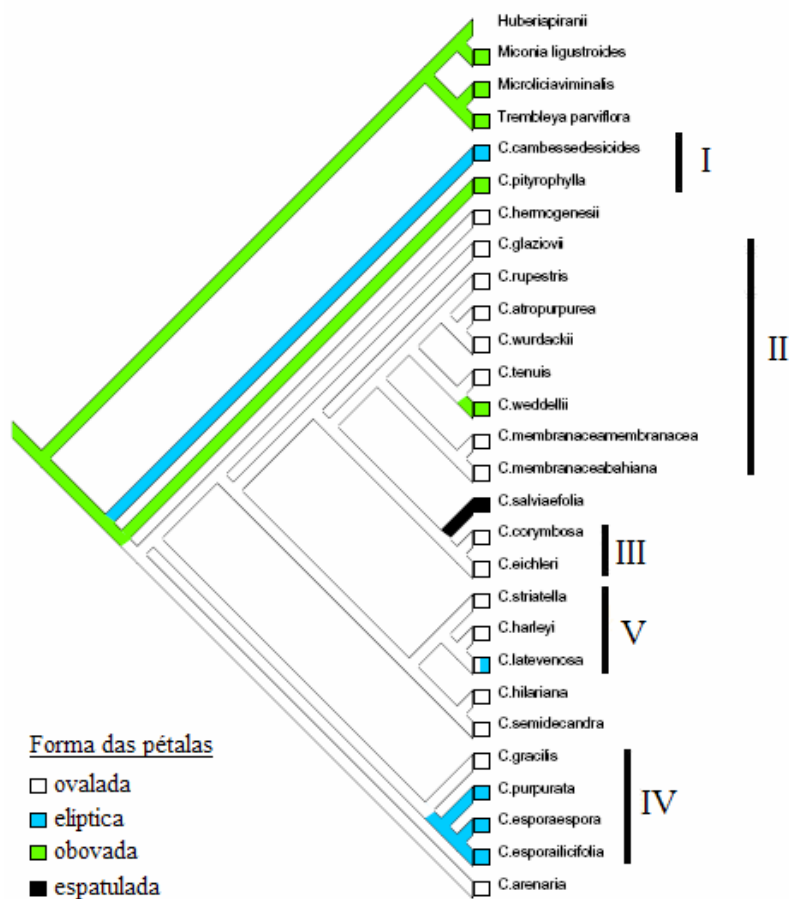 Huberiapiranii
Miconia ligustroides
Microliciaviminalis
Trembleya parviflora
C.cambessedesioides
I
C.pityrophylla
C.hermogenesii
C.glaziovii
C.rupestris
C.atropurpurea
C.wurdackii
II
C.tenuis
C.weddellii
C.membranaceamembranacea
C.membranaceabahiana
C.salviaefolia
C.corymbosa
III
C.eichleri
C.striatella
C.harleyi
V
C.latevenosa
C.hilariana
C.semidecandra
C.gracilis
C.purpurata
IV
C.esporaespora
C.esporailicifolia
C.arenaria
Forma das pétalas
ovalada
eliptica
obovada
espatulada